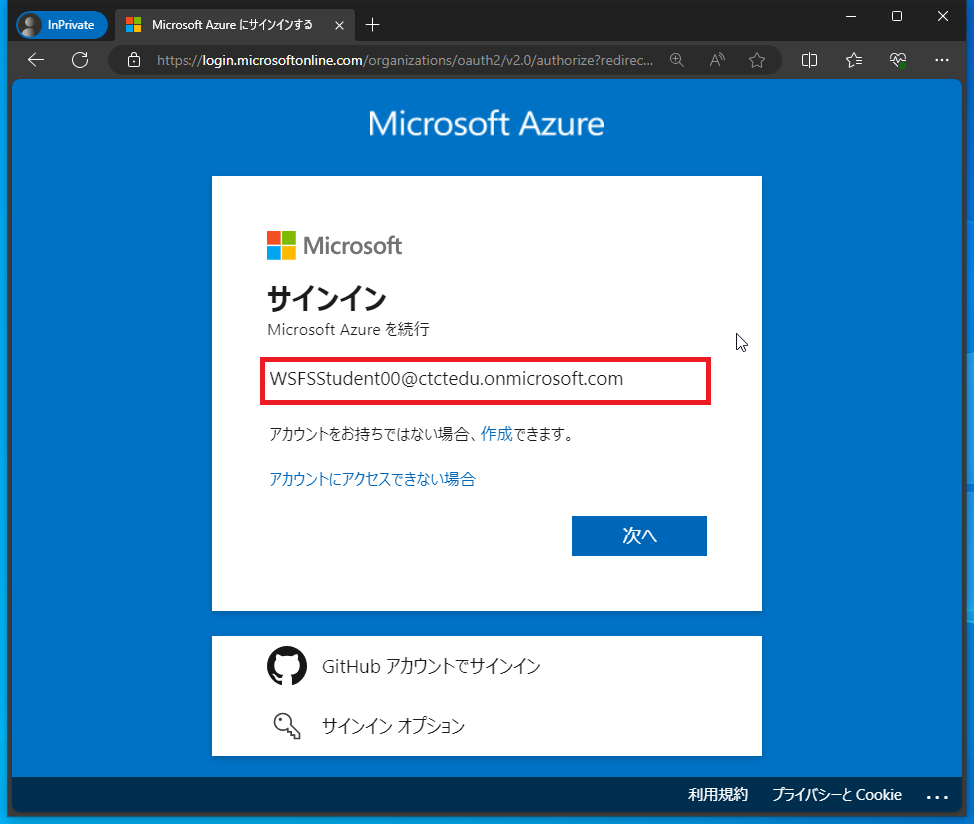 InPrivate
Microsoft Azure にサインインする
https://login.microsoftonline.com/organizations/oauth2/v2.0/authorize?redirec...
Microsoft Azure
Microsoft
サインイン
Microsoft Azure を続行
WSFSStudent00@ctctedu.onmicrosoft.com
アカウントをお持ちではない場合、作成できます。
アカウントにアクセスできない場合
次へ
GitHub アカウントでサインイン
サインイン オプション
利用規約 プライバシーと Cookie ...